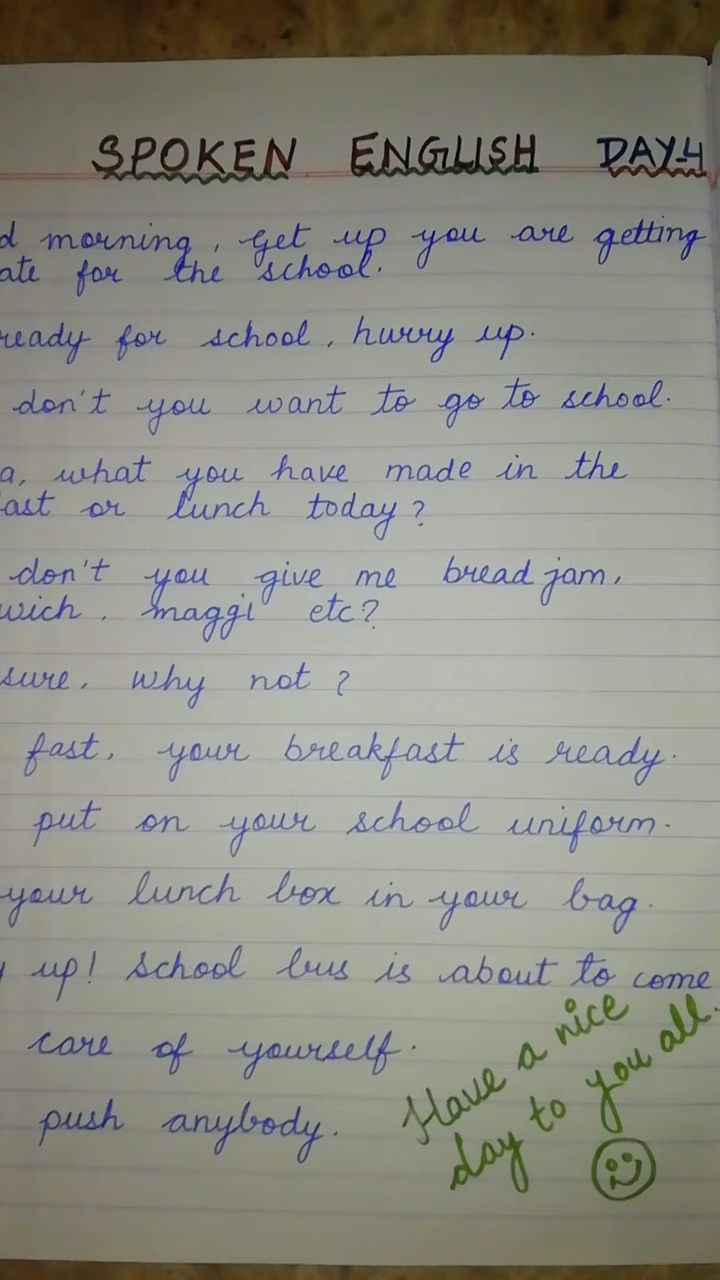 SPOKEN ENGLISH DAY-4
d morning, get up you are getting
ate for the school.
ready for school, hurry up.
don't you want to go to school.
a, what you have made in the
fast or lunch today?
don't you give me bread jam,
wich, maggi etc?
sure, why not?
fast, your breakfast is ready.
put on your school uniform.
your lunch box in your bag.
y up! School bus is about to come
care of yourself.
push anybody.
Have a nice
day to you all.